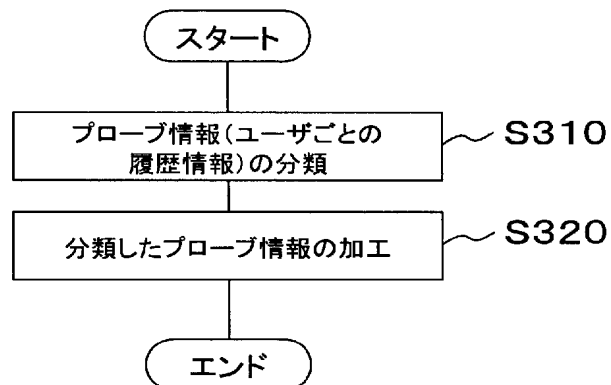 スタート
プローブ情報(ユーザごとの
履歴情報)の分類
S310
分類したプローブ情報の加工
S320
エンド